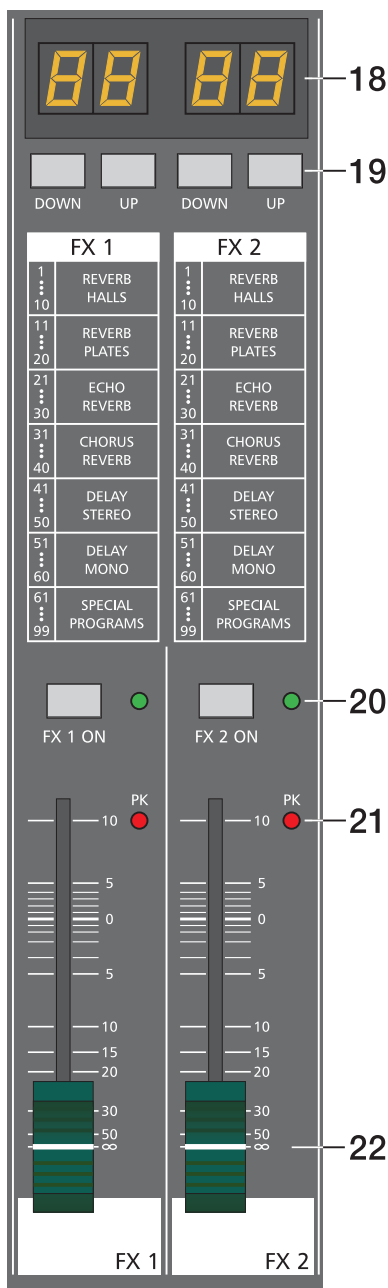 88 88
18
19
DOWN UP DOWN UP
FX 1 FX 2
1 10 REVERB HALLS 1 10 REVERB HALLS
11 20 REVERB PLATES 11 20 REVERB PLATES
21 30 ECHO REVERB 21 30 ECHO REVERB
31 40 CHORUS REVERB 31 40 CHORUS REVERB
41 50 DELAY STEREO 41 50 DELAY STEREO
51 60 DELAY MONO 51 60 DELAY MONO
61 99 SPECIAL PROGRAMS 61 99 SPECIAL PROGRAMS
20
FX 1 ON FX 2 ON
PK PK
10 10 21
5 5
0 0
5 5
10 10
15 15
20 20
30 30
50 50
∞ ∞ 22
FX 1 FX 2